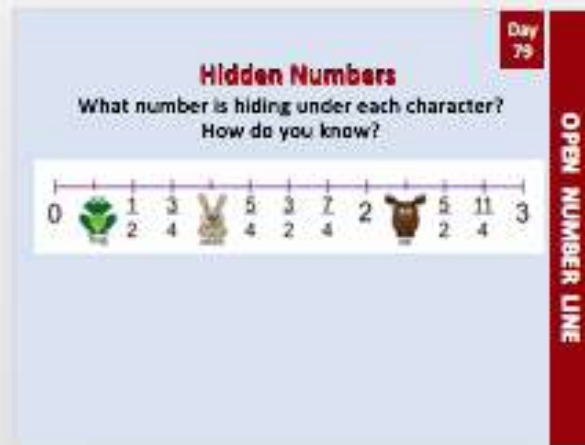 Day
79
Hidden Numbers
What number is hiding under each character?
How do you know?
0 1/2 3/4 5/4 3/2 7/4 2 5/2 11/4 3
OPEN NUMBER LINE